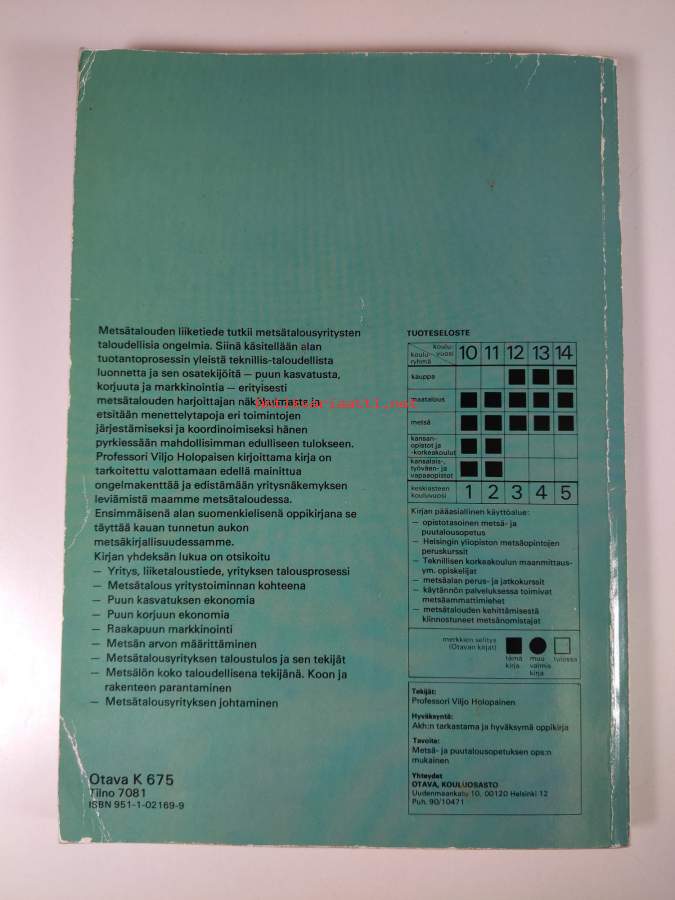 Metsätalouden liiketiede tutkii metsätalousyritysten
taloudellisia ongelmia. Siinä käsitellään alan
tuotantoprosessin yleistä teknillis-taloudellista
luonnetta ja sen osatekijöitä — puun kasvatusta,
korjuuta ja markkinointia — erityisesti
metsätalouden harjoittajan näkökulmasta ja
etsitään menettelytapoja eri toimintojen
järjestämiseksi ja koordinoimiseksi hänen
pyrkiessään mahdollisimman edulliseen tulokseen.
Professori Viljo Holopaisen kirjoittama kirja on
tarkoitettu valottamaan edellä mainittua
ongelmakenttää ja edistämään yritysnäkemyksen
leviämistä maamme metsätaloudessa.
Ensimmäisenä alan suomenkielisenä oppikirjana se
täyttää kauan tunnetun aukon
metsäkirjallisuudessamme.
Kirjan yhdeksän lukua on otsikoitu
— Yritys, liiketaloustiede, yrityksen talousprosessi
— Metsätalous yritystoiminnan kohteena
— Puun kasvatuksen ekonomia
— Puun korjuun ekonomia
— Raakapuun markkinointi
— Metsän arvon määrittäminen
— Metsätalousyrityksen taloustulos ja sen tekijät
— Metsälön koko taloudellisena tekijänä. Koon ja
rakenteen parantaminen
— Metsätalousyrityksen johtaminen
Otava K 675
Tilno 7081
ISBN 951-1-02169-9
TUOTESELOSTE
koulu-
vuosi
koulu-
ryhmä
10 11 12 13 14
kauppa
maatalous
metsä
kansan-
opistot ja
-korkeakoulut
kansalais-,
työväen- ja
vapaaopistot
keskiasteen
kouluvuosi
1 2 3 4 5
Kirjan pääasiallinen käyttöalue:
— opistotasoinen metsä- ja
puutalousopetus
— Helsingin yliopiston metsäopintojen
peruskurssit
— Teknillisen korkeakoulun maanmittaus-
ym. opiskelijat
— metsäalan perus- ja jatkokurssit
— käytännön palveluksessa toimivat
metsäammattimiehet
— metsätalouden kehittämisestä
kiinnostuneet metsänomistajat
merkkien selitys
(Otavan kirjat)
tämä
kirja
muu
valmis
kirja
tulossa
Tekijät:
Professori Viljo Holopainen
Hyväksyntä:
Akh:n tarkastama ja hyväksymä oppikirja
Tavoite:
Metsä- ja puutalousopetuksen ops:n
mukainen
Yhteydet
OTAVA, KOULUOSASTO
Uudenmaankatu 10, 00120 Helsinki 12
Puh. 90/10471